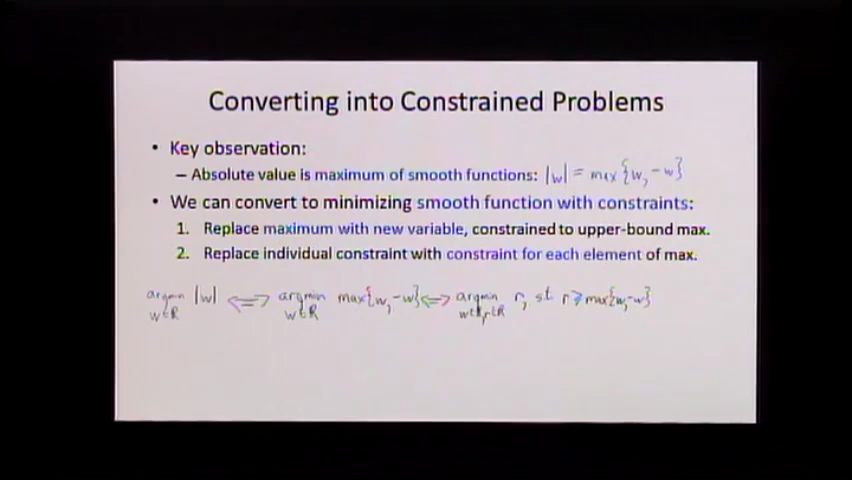 Converting into Constrained Problems
• Key observation:
– Absolute value is maximum of smooth functions: |w| = max{w, -w}
• We can convert to minimizing smooth function with constraints:
1. Replace maximum with new variable, constrained to upper-bound max.
2. Replace individual constraint with constraint for each element of max.
argmin |w| ⟺ argmin max{w, -w} ⟺ argmin r, st r ≥ max{w, -w}
w∈R w∈R w∈R, r∈R